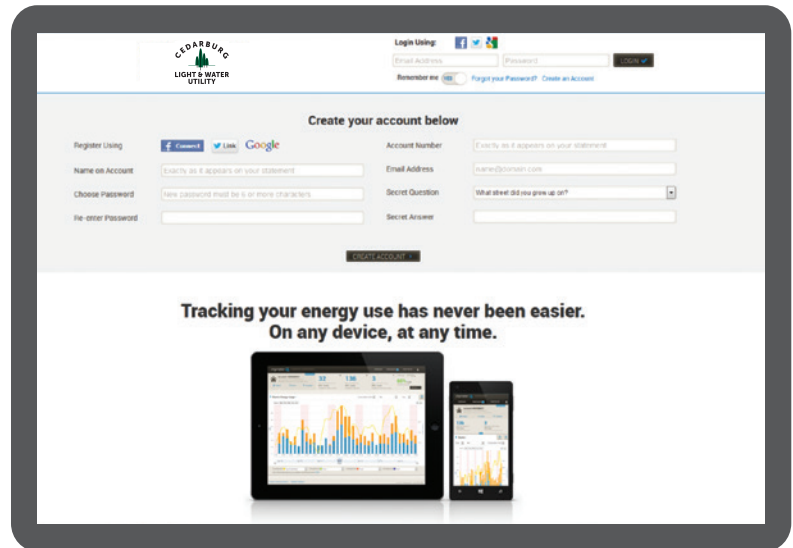 CEDARBURG
LIGHT & WATER
UTILITY
Login Using:
Email Address
Password
LOGIN
Remember me YES Forgot your Password? Create an Account
Create your account below
Register Using
f Connect
Link
Google
Name on Account
Exactly as it appears on your statement
Choose Password
New password must be 6 or more characters
Re-enter Password
Account Number
Exactly as it appears on your statement
Email Address
name@domain.com
Secret Question
What street did you grow up on?
Secret Answer
CREATE ACCOUNT
Tracking your energy use has never been easier.
On any device, at any time.
33
136
5